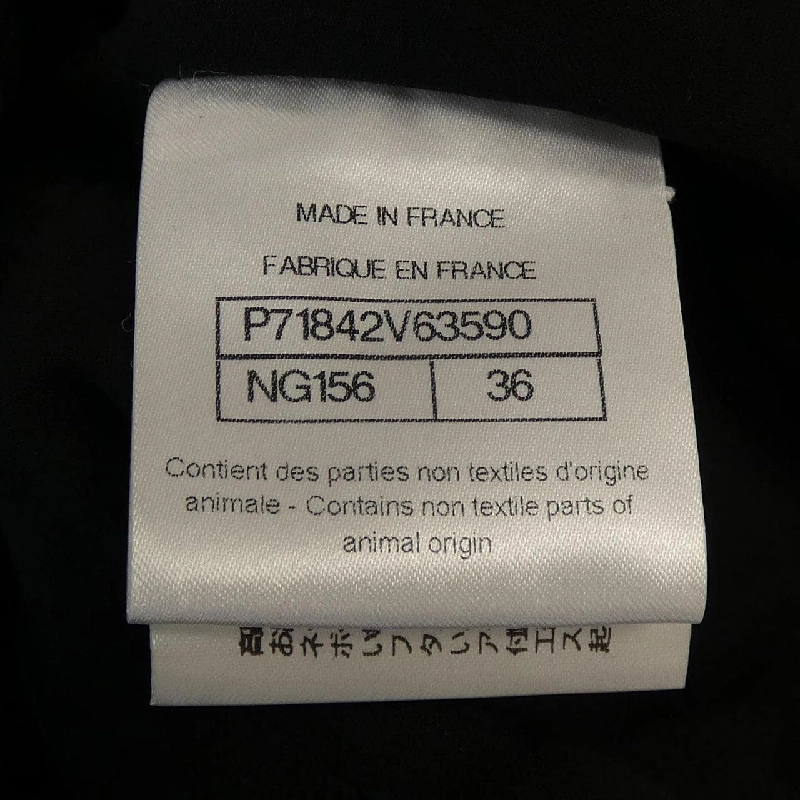 MADE IN FRANCE
FABRIQUE EN FRANCE
P71842V63590
NG156 36
Contient des parties non textiles d'origine
animale - Contains non textile parts of
animal origin